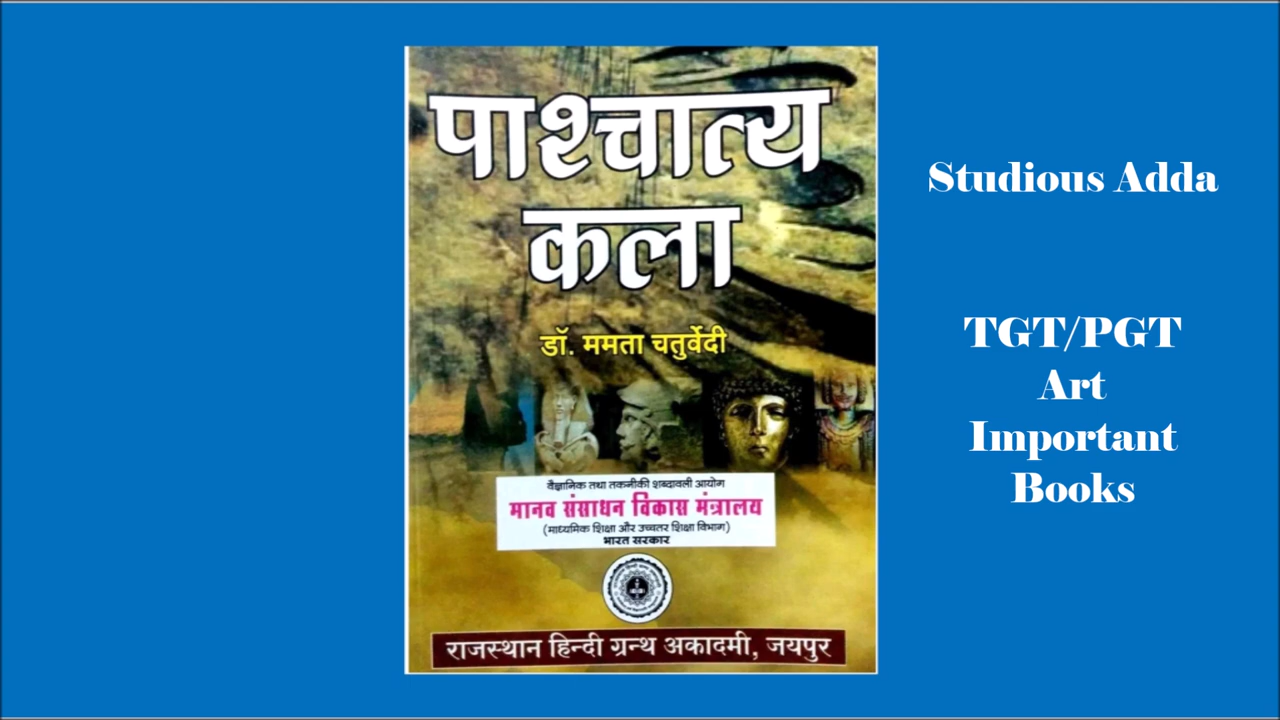 पाश्चात्य
कला
डॉ. ममता चतुर्वेदी
वैज्ञानिक तथा तकनीकी शब्दावली आयोग
मानव संसाधन विकास मंत्रालय
(माध्यमिक शिक्षा और उच्चतर शिक्षा विभाग)
भारत सरकार
राजस्थान हिन्दी ग्रन्थ अकादमी, जयपुर
Studious Adda
TGT/PGT
Art
Important
Books